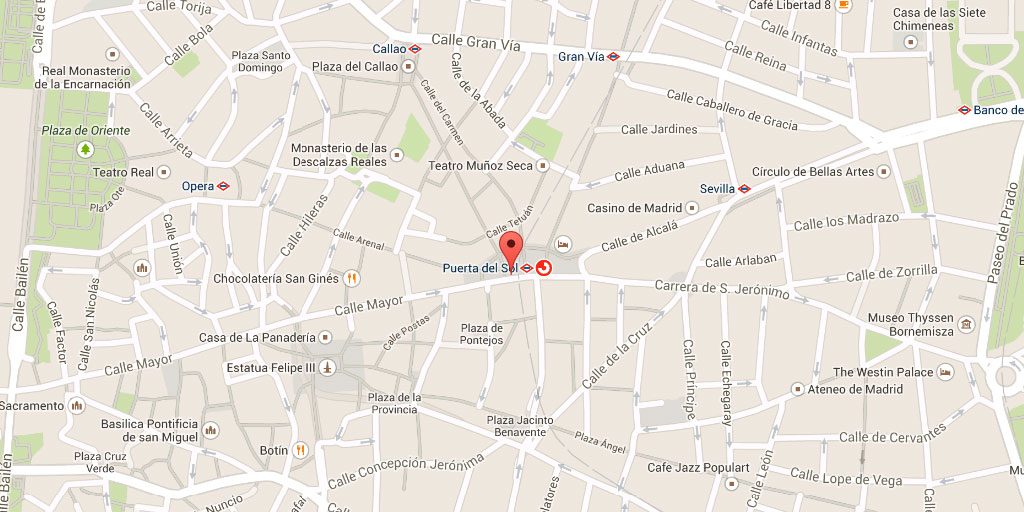 Calle Torija
Café Libertad 8
Casa de las Siete
Chimeneas
Calle de
Calle Bola
Plaza Santo
Domingo
Callao
Calle Gran Vía
Gran Vía
Calle Infantas
Calle Reina
Plaza del Callao
Real Monasterio
de la Encarnación
Calle de la Abada
Calle del Carmen
Calle Caballero de Gracia
Banco de
Calle Arrieta
Plaza de Oriente
Calle Jardines
Monasterio de las
Descalzas Reales
Teatro Muñoz Seca
Calle Aduana
Círculo de Bellas Artes
Teatro Real
Opera
Sevilla
Plaza Ote
Calle Hileras
Calle Tetuán
Casino de Madrid
Calle los Madrazo
Calle Unión
Calle Arenal
Calle de Alcalá
Paseo del Prado
Calle Bailén
Calle San Nicolás
Chocolatería San Ginés
Puerta del Sol
Calle Arlaban
Calle de Zorrilla
Calle Factor
Calle Mayor
Carrera de S. Jerónimo
Calle Postas
Plaza de
Pontejos
Museo Thyssen
Bornemisza
Casa de La Panadería
Calle de la Cruz
Calle Mayor
Estatua Felipe III
Calle Príncipe
Calle Echegaray
The Westin Palace
Ateneo de Madrid
Sacramento
Plaza de la
Provincia
Basilica Pontificia
de san Miguel
Plaza Jacinto
Benavente
Plaza Ángel
Calle de Cervantes
Botín
Plaza Cruz
Verde
Calle Concepción Jerónima
Cafe Jazz Populart
Calle León
Calle Lope de Vega
Bailén
Nuncio